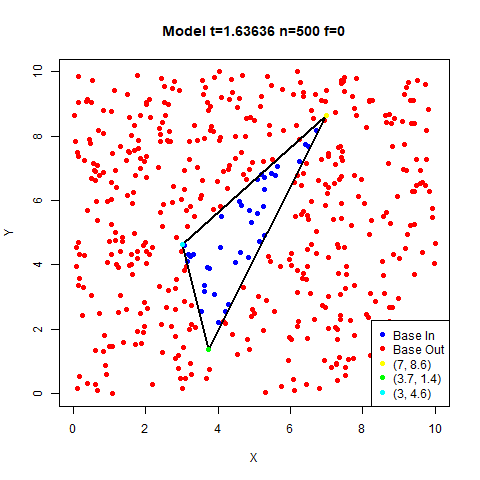 Model t=1.63636 n=500 f=0
10
8
6
4
2
0
Y
Base In
Base Out
(7, 8.6)
(3.7, 1.4)
(3, 4.6)
0 2 4 6 8 10
X